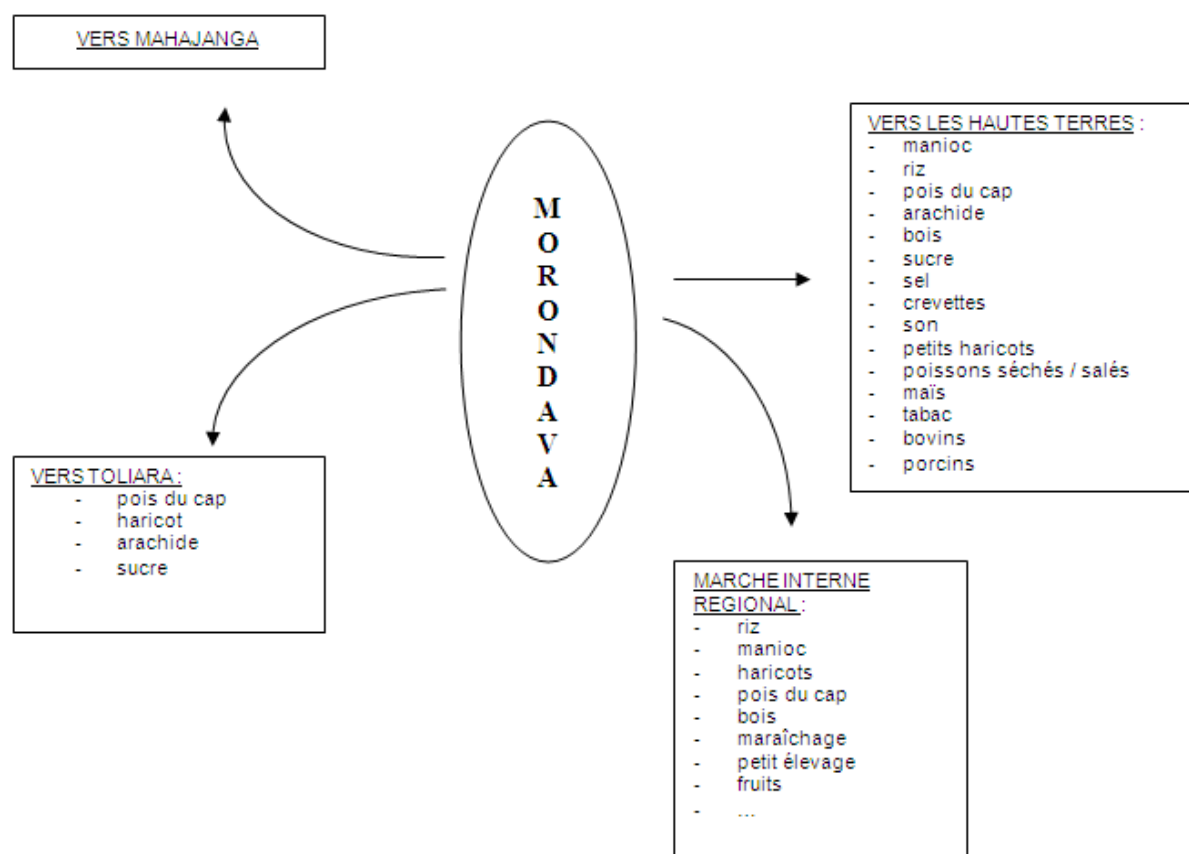 VERS MAHAJANGA
MORONDAVA
VERS LES HAUTES TERRES :
- manioc
- riz
- pois du cap
- arachide
- bois
- sucre
- sel
- crevettes
- son
- petits haricots
- poissons séchés / salés
- maïs
- tabac
- bovins
- porcins
VERS TOLIARA :
- pois du cap
- haricot
- arachide
- sucre
MARCHE INTERNE
REGIONAL :
- riz
- manioc
- haricots
- pois du cap
- bois
- maraîchage
- petit élevage
- fruits
- ...